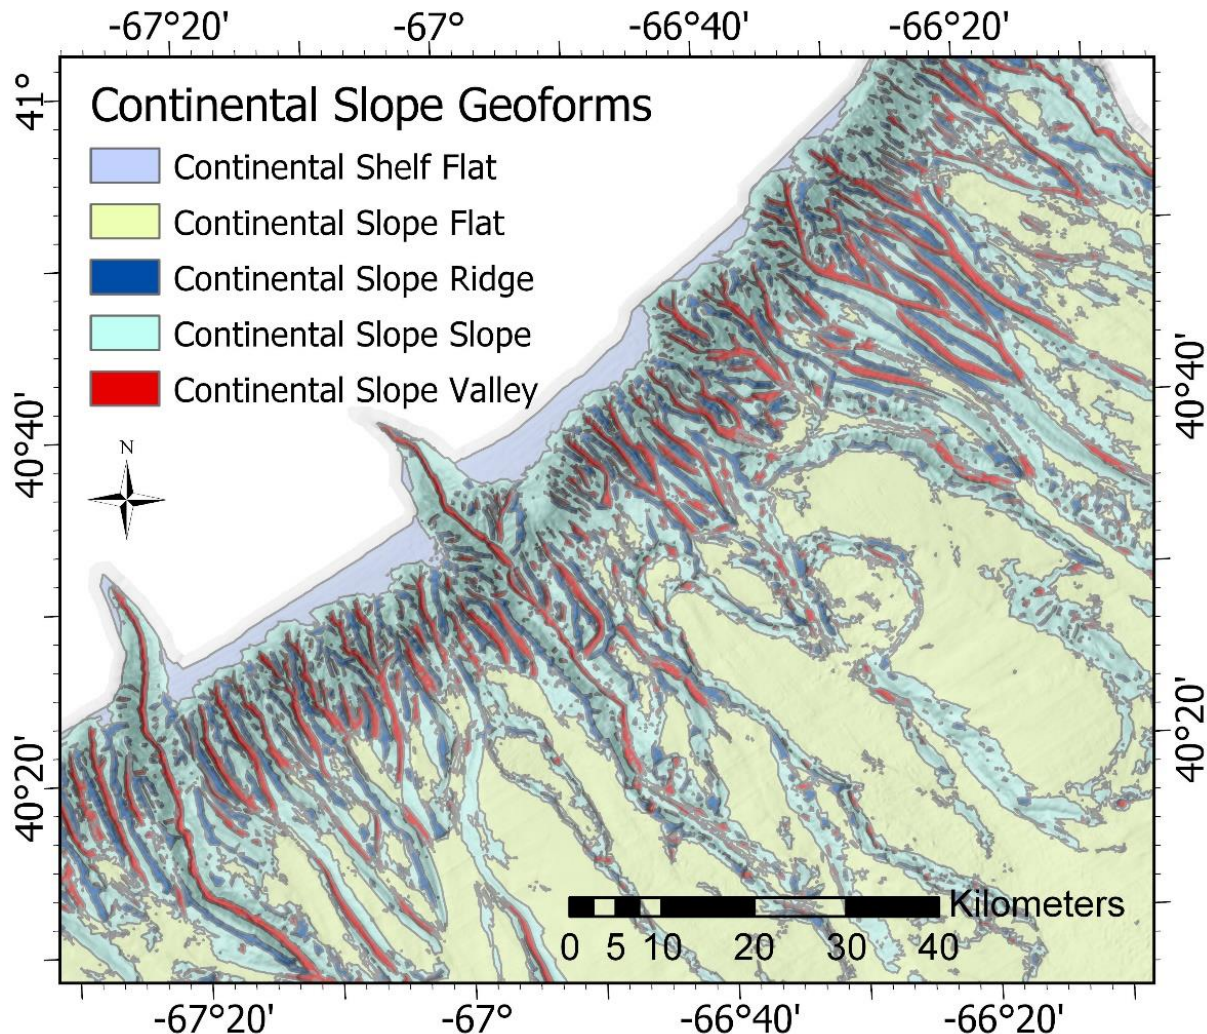 -67°20' -67° -66°40' -66°20'
41°
Continental Slope Geoforms
Continental Shelf Flat
Continental Slope Flat
Continental Slope Ridge
Continental Slope Slope
Continental Slope Valley
40°40'
40°40'
N
40°20'
40°20'
Kilometers
0 5 10 20 30 40
-67°20' -67° -66°40' -66°20'